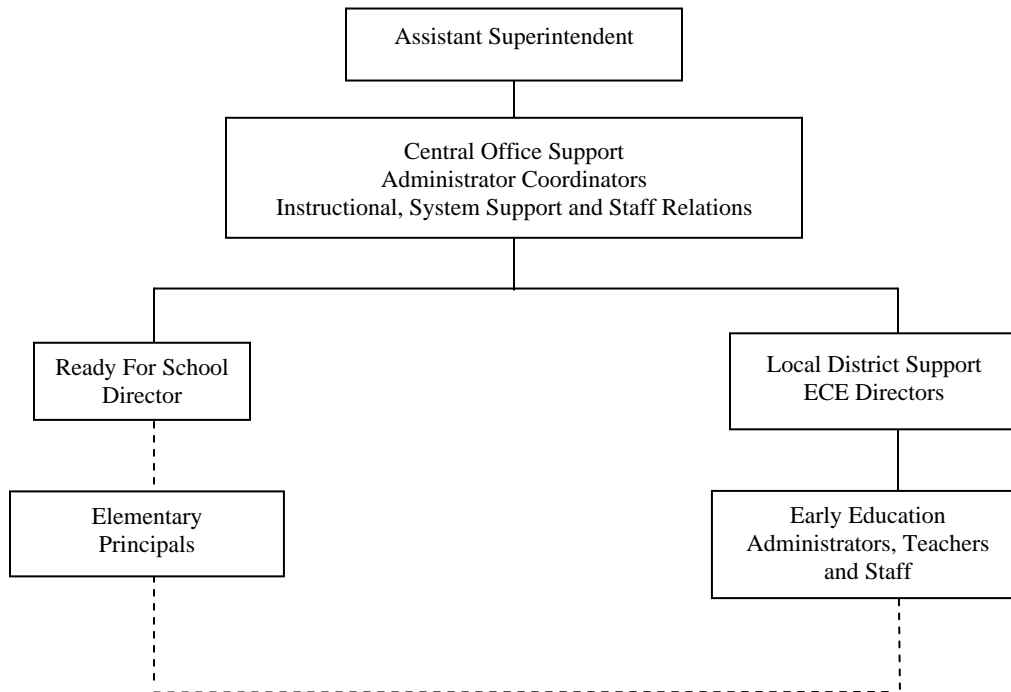 Assistant Superintendent
Central Office Support
Administrator Coordinators
Instructional, System Support and Staff Relations
Ready For School
Director
Local District Support
ECE Directors
Elementary
Principals
Early Education
Administrators, Teachers
and Staff